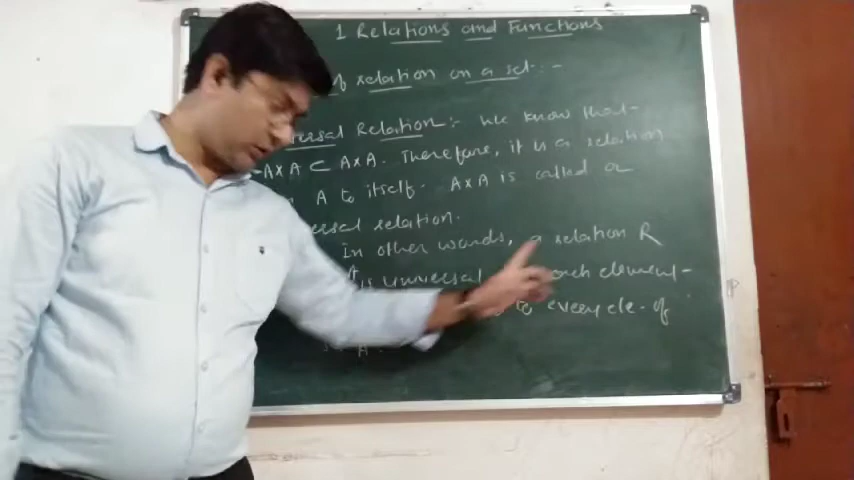 1 Relations and Functions
of relation on a set :-
Relation :- We know that
A×A ⊂ A×A. Therefore, it is a relation
A to itself. A×A is called a
relation.
In other words, a relation R
is universal each element
to every ele. of
A.